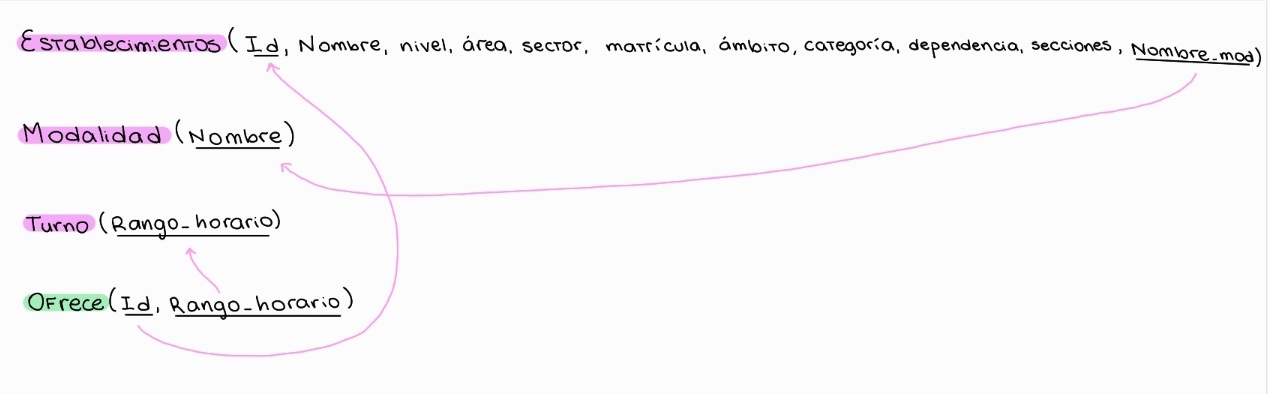 Establecimientos (Id, Nombre, nivel, área, sector, matrícula, ámbito, categoría, dependencia, secciones, Nombre_mod)
Modalidad (Nombre)
Turno (Rango_horario)
Ofrece (Id, Rango_horario)